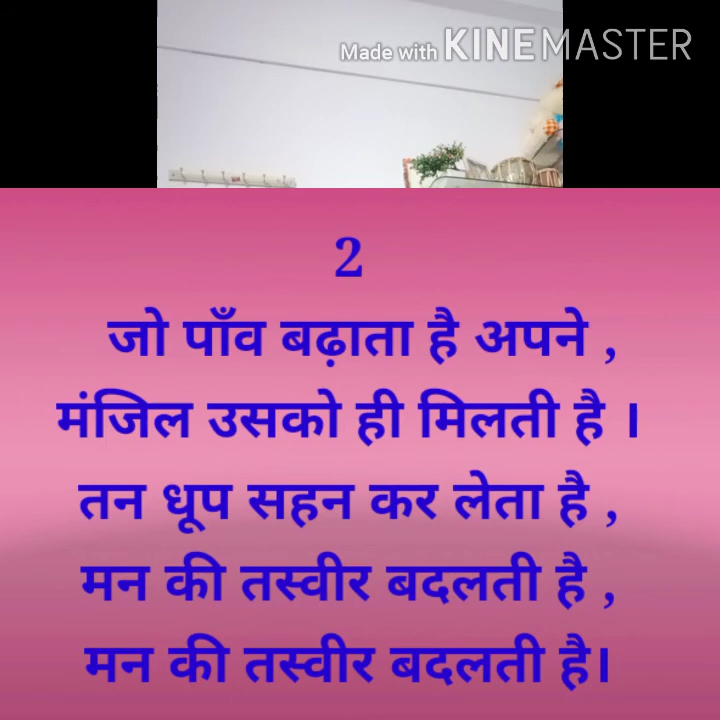 Made with KINEMASTER
2
जो पाँव बढ़ाता है अपने ,
मंजिल उसको ही मिलती है ।
तन धूप सहन कर लेता है ,
मन की तस्वीर बदलती है ,
मन की तस्वीर बदलती है।